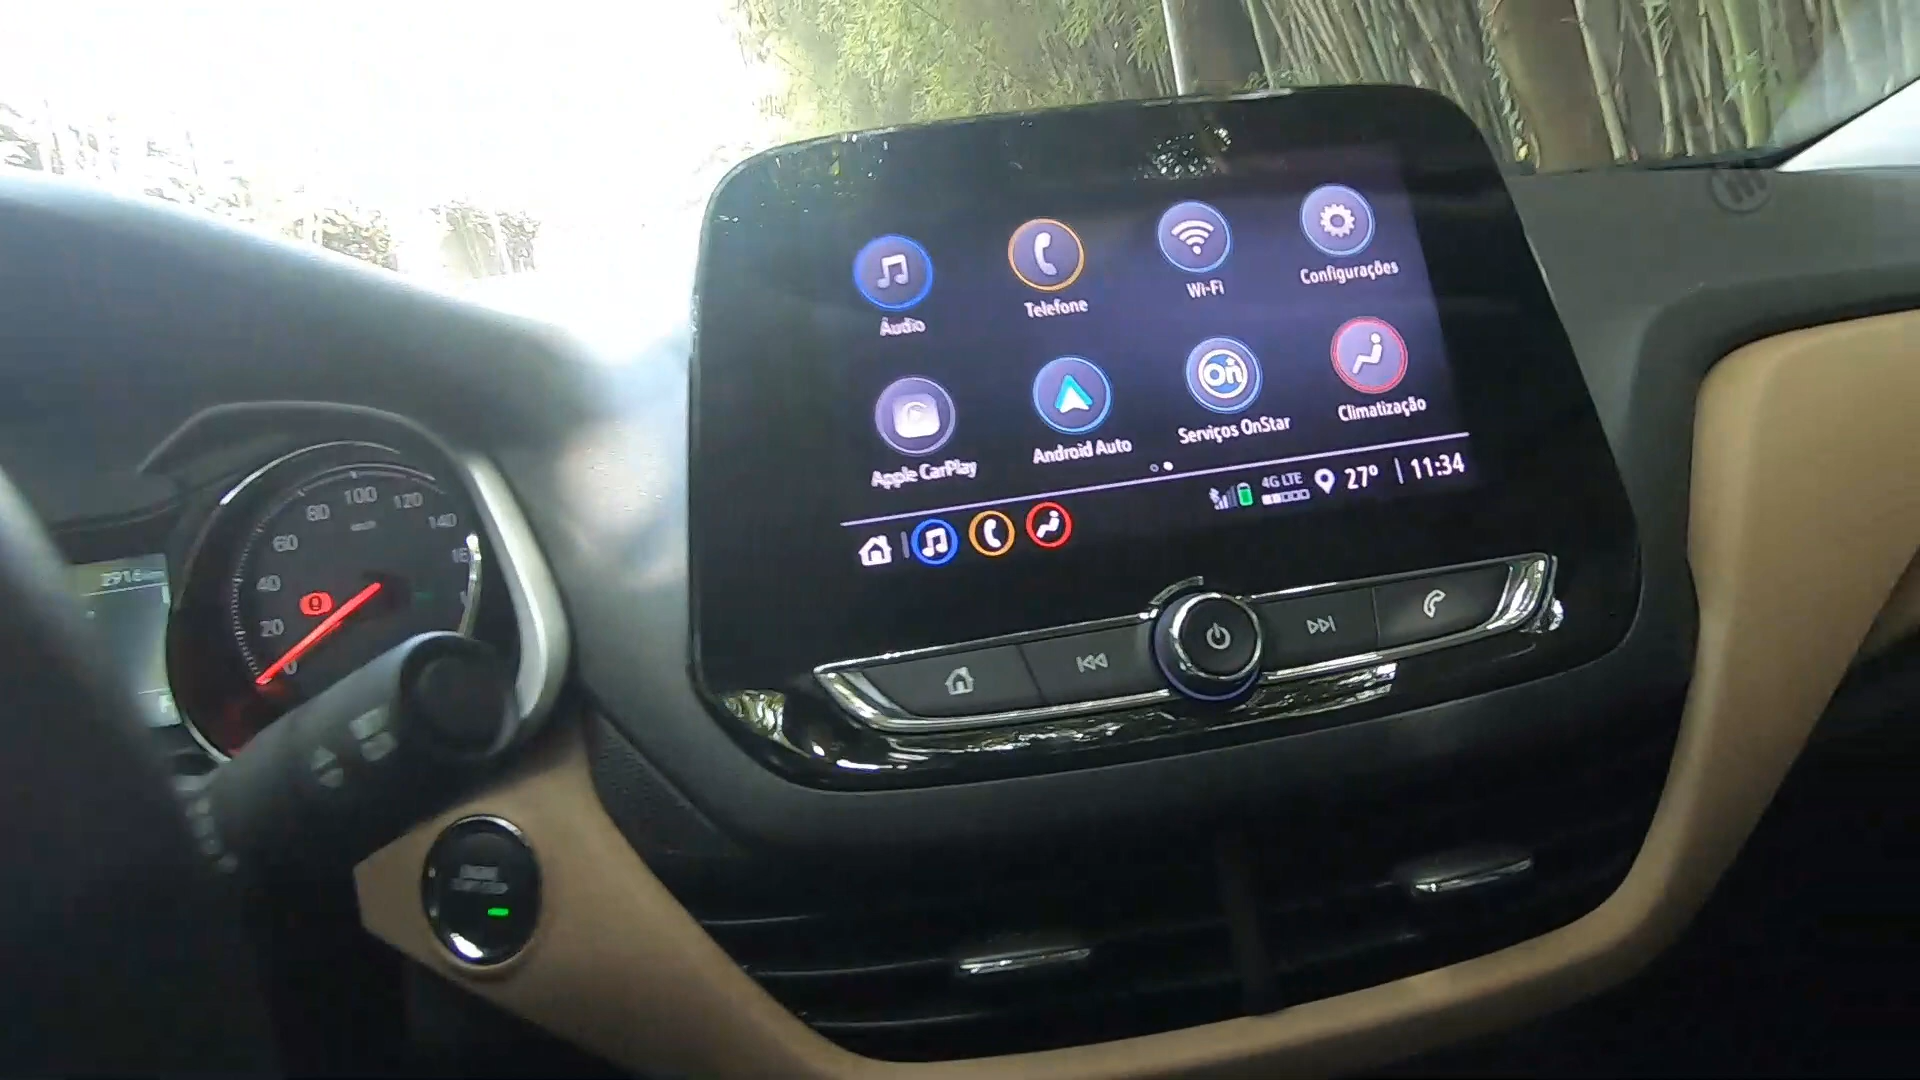 Áudio
Telefone
Wi-Fi
Configurações
Apple CarPlay
Android Auto
Serviços OnStar
Climatização
4G LTE
27°
11:34
On
0
20
40
60
80
100
120
140